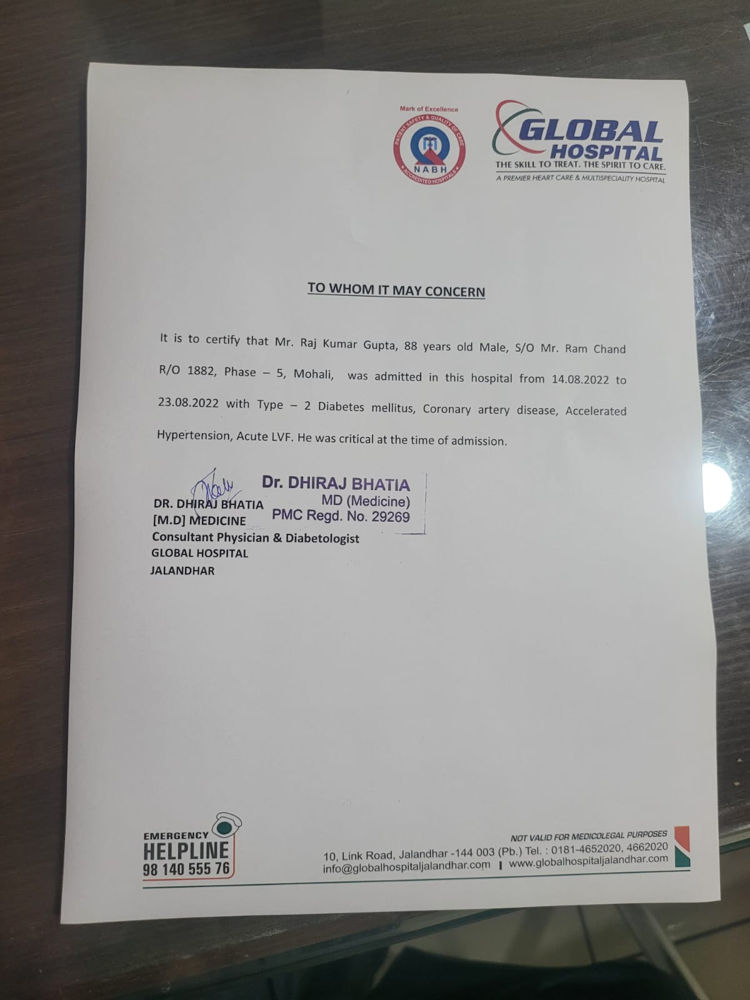 Mark of Excellence
PATIENT SAFETY & QUALITY OF CARE
NABH
ACCREDITED HOSPITALS
GLOBAL
HOSPITAL
THE SKILL TO TREAT. THE SPIRIT TO CARE.
A PREMIER HEART CARE & MULTISPECIALITY HOSPITAL
TO WHOM IT MAY CONCERN
It is to certify that Mr. Raj Kumar Gupta, 88 years old Male, S/O Mr. Ram Chand
R/O 1882, Phase – 5, Mohali, was admitted in this hospital from 14.08.2022 to
23.08.2022 with Type – 2 Diabetes mellitus, Coronary artery disease, Accelerated
Hypertension, Acute LVF. He was critical at the time of admission.
Dr. DHIRAJ BHATIA
MD (Medicine)
PMC Regd. No. 29269
DR. DHIRAJ BHATIA
[M.D] MEDICINE
Consultant Physician & Diabetologist
GLOBAL HOSPITAL
JALANDHAR
EMERGENCY
HELPLINE
98 140 555 76
NOT VALID FOR MEDICOLEGAL PURPOSES
10, Link Road, Jalandhar -144 003 (Pb.) Tel. : 0181-4652020, 4662020
info@globalhospitaljalandhar.com | www.globalhospitaljalandhar.com